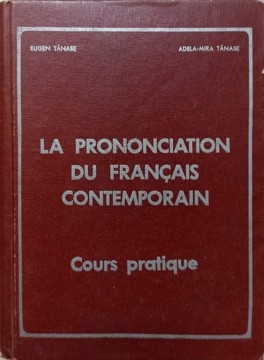 EUGEN TĂNASE
ADELA-MIRA TĂNASE
LA PRONONCIATION
DU FRANÇAIS
CONTEMPORAIN
Cours pratique